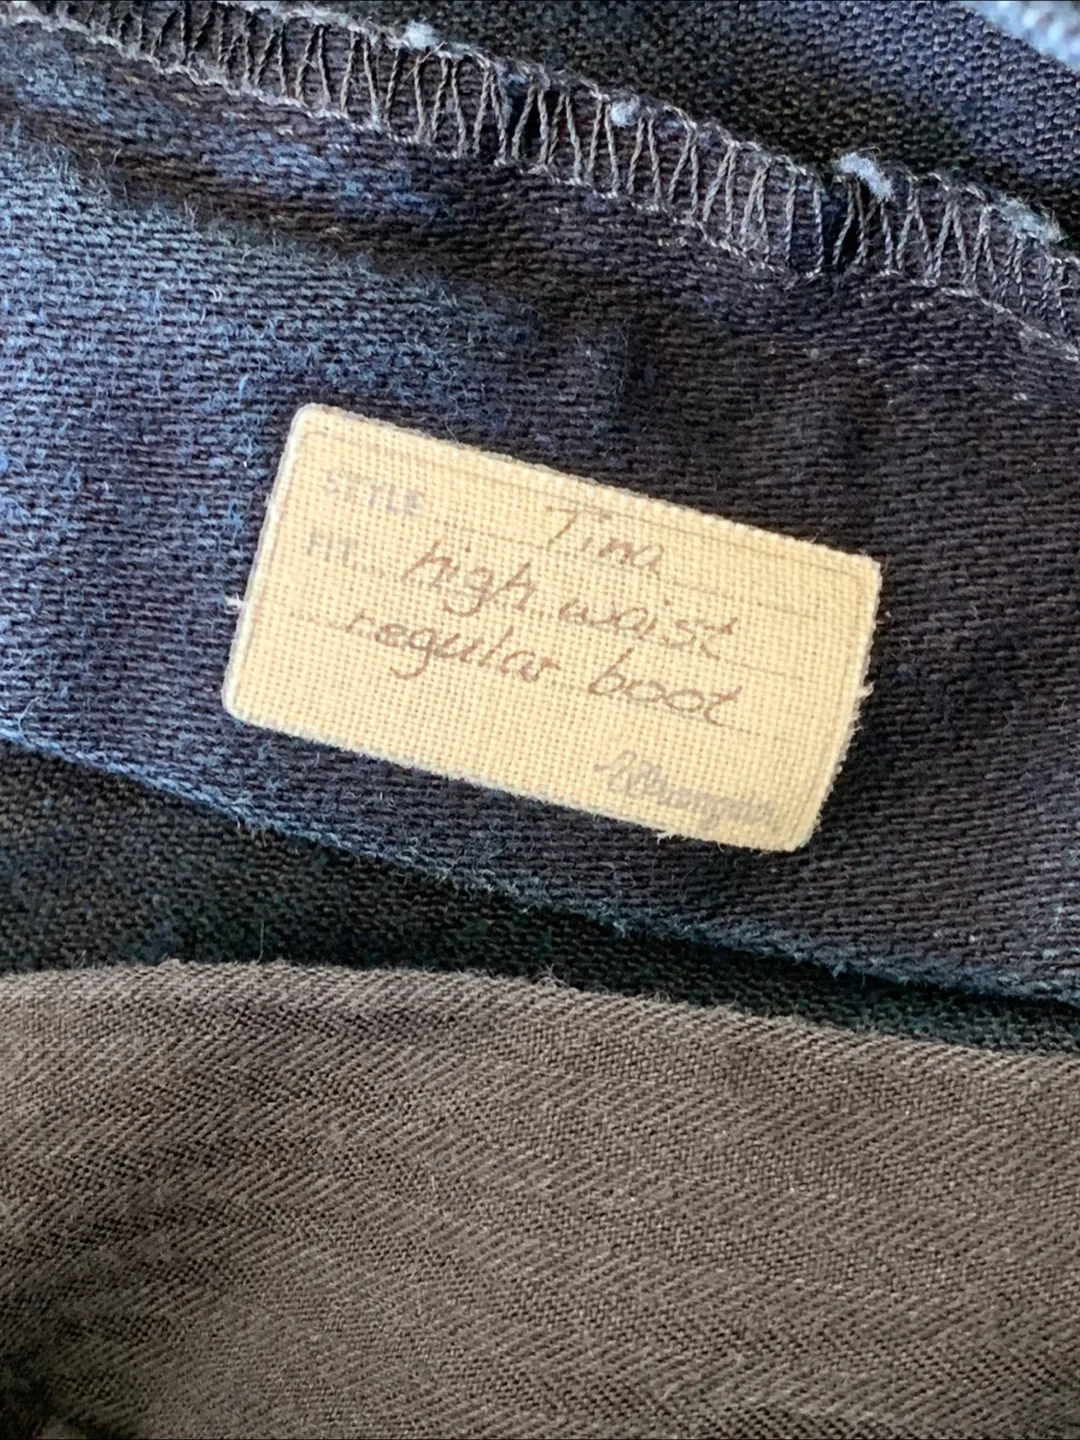 STYLE Tina
FIT high waist
regular boot
Wrangler